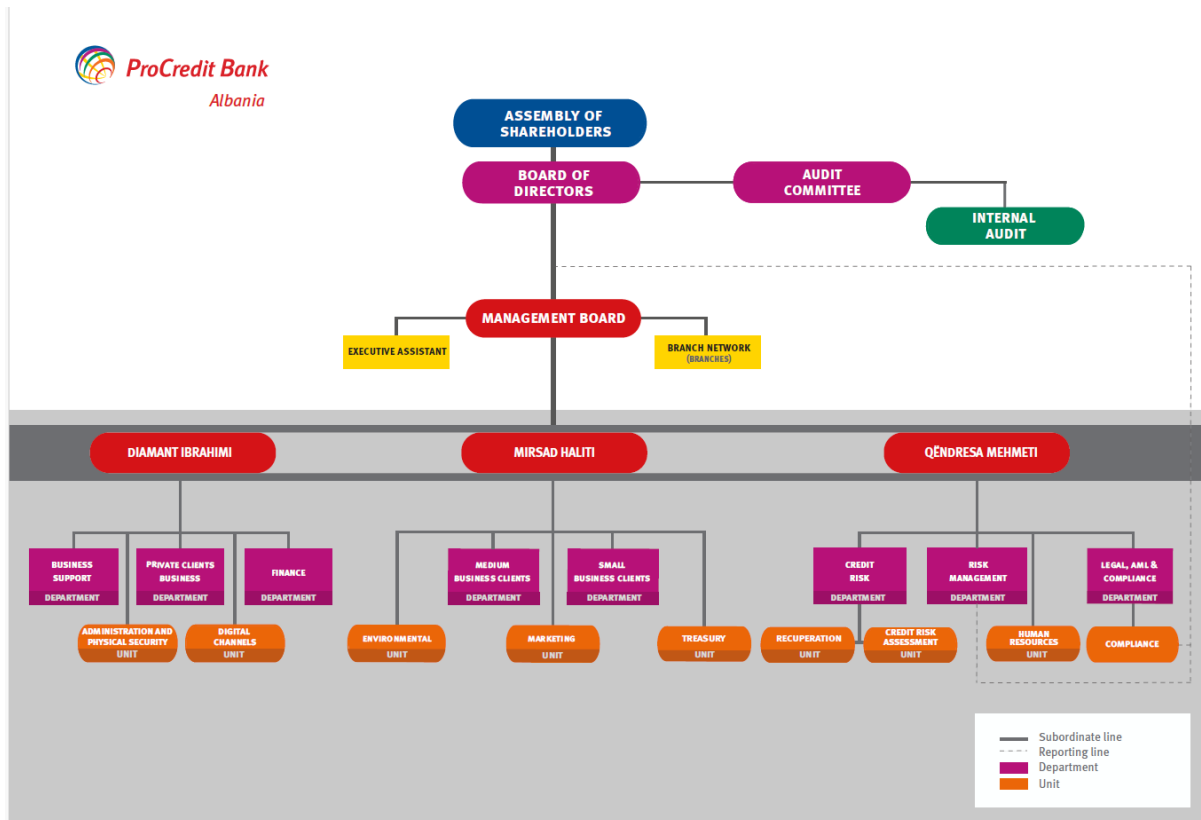 ProCredit Bank
Albania
ASSEMBLY OF
SHAREHOLDERS
BOARD OF
DIRECTORS
AUDIT
COMMITTEE
INTERNAL
AUDIT
MANAGEMENT BOARD
EXECUTIVE ASSISTANT
BRANCH NETWORK
(BRANCHES)
DIAMANT IBRAHIMI
MIRSAD HALITI
QËNDRESA MEHMETI
BUSINESS
SUPPORT
DEPARTMENT
PRIVATE CLIENTS
BUSINESS
DEPARTMENT
FINANCE
DEPARTMENT
MEDIUM
BUSINESS CLIENTS
DEPARTMENT
SMALL
BUSINESS CLIENTS
DEPARTMENT
CREDIT
RISK
DEPARTMENT
RISK
MANAGEMENT
DEPARTMENT
LEGAL, AML &
COMPLIANCE
DEPARTMENT
ADMINISTRATION AND
PHYSICAL SECURITY
UNIT
DIGITAL
CHANNELS
UNIT
ENVIRONMENTAL
UNIT
MARKETING
UNIT
TREASURY
UNIT
RECUPERATION
UNIT
CREDIT RISK
ASSESSMENT
UNIT
HUMAN
RESOURCES
UNIT
COMPLIANCE
Subordinate line
Reporting line
Department
Unit